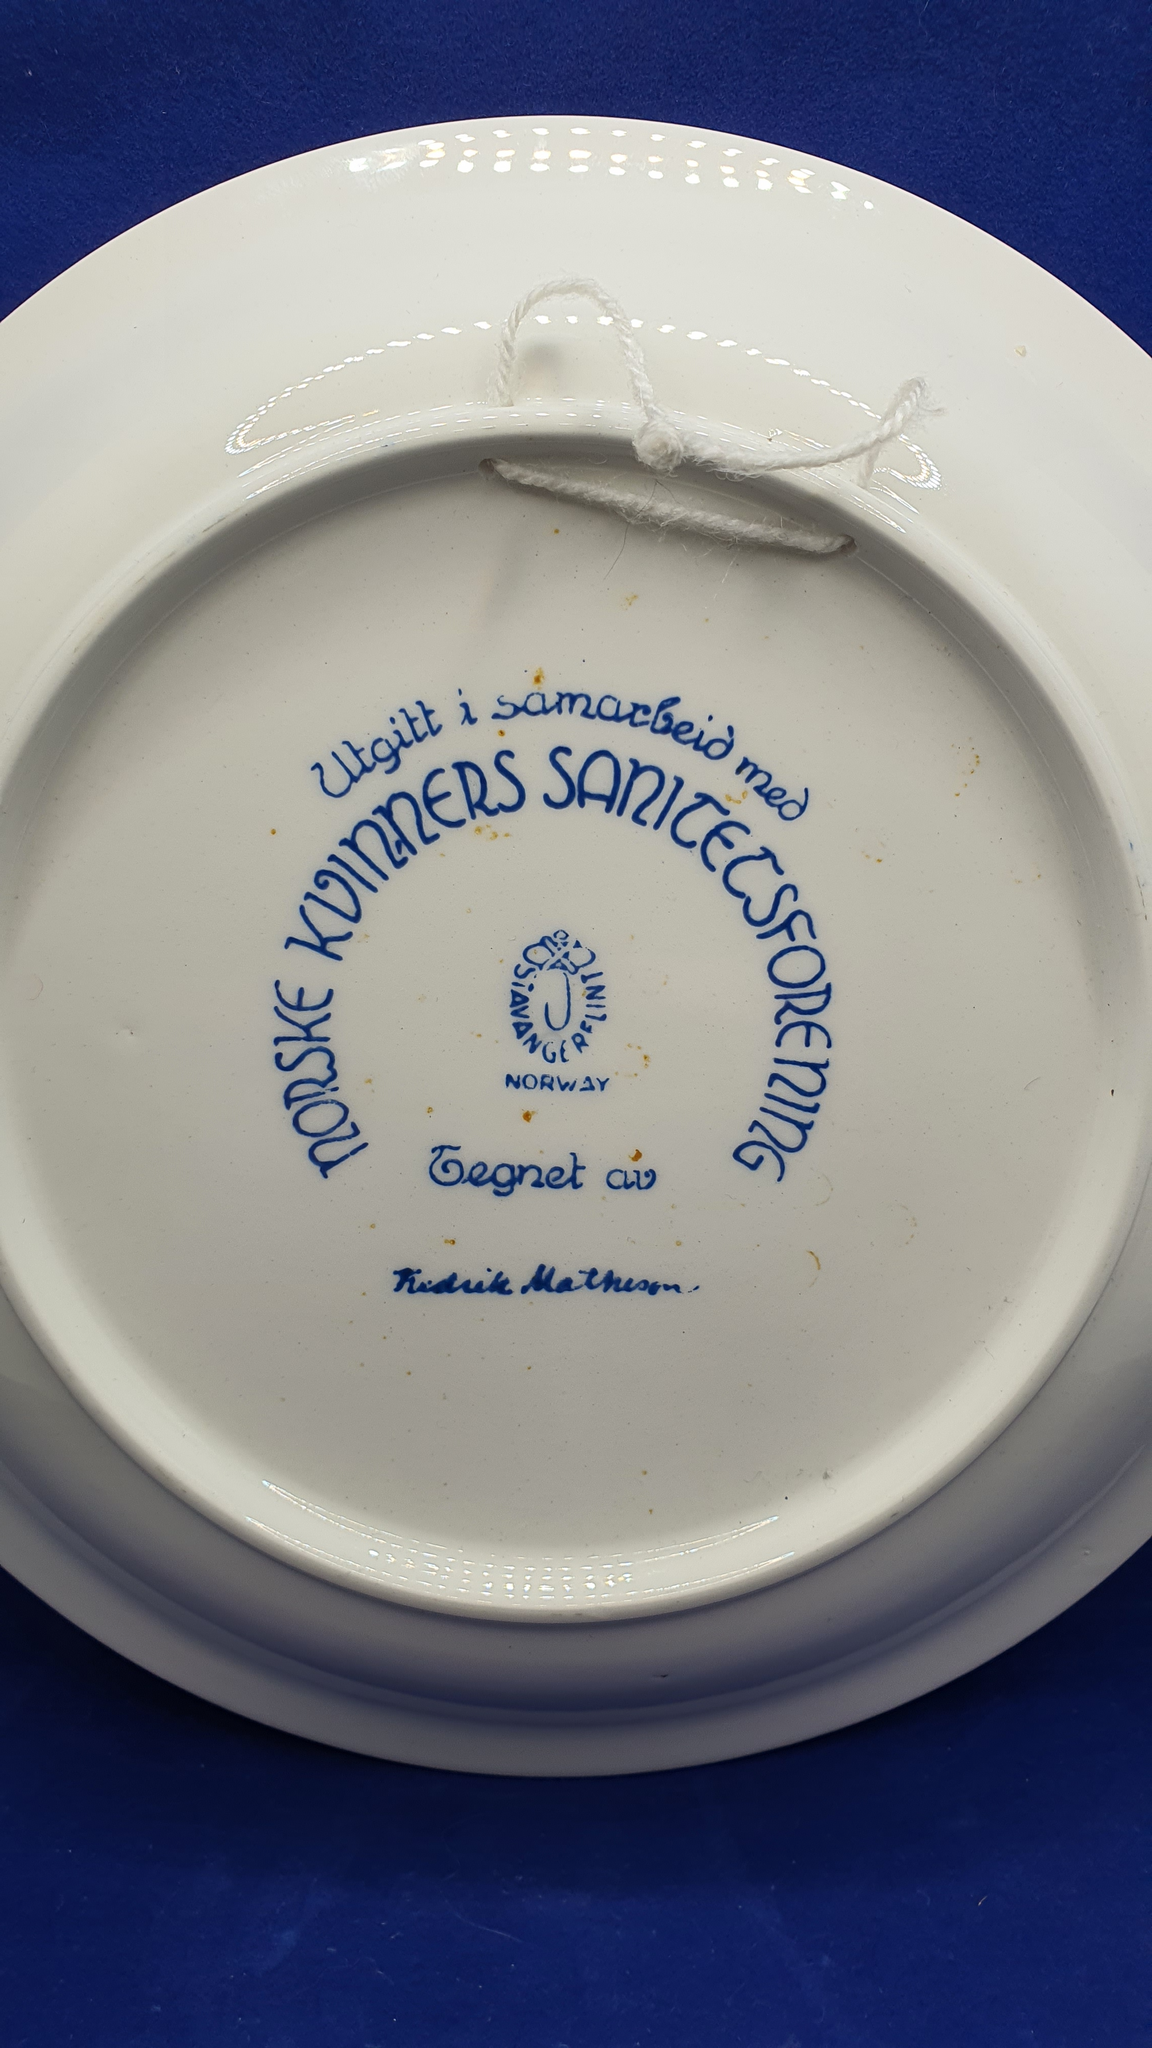 Utgitt i samarbeid med
NORSKE KVINNERS SANITETSFORENING
STAVANGERFLINT
NORWAY
Tegnet av
Fredrik Matheson.